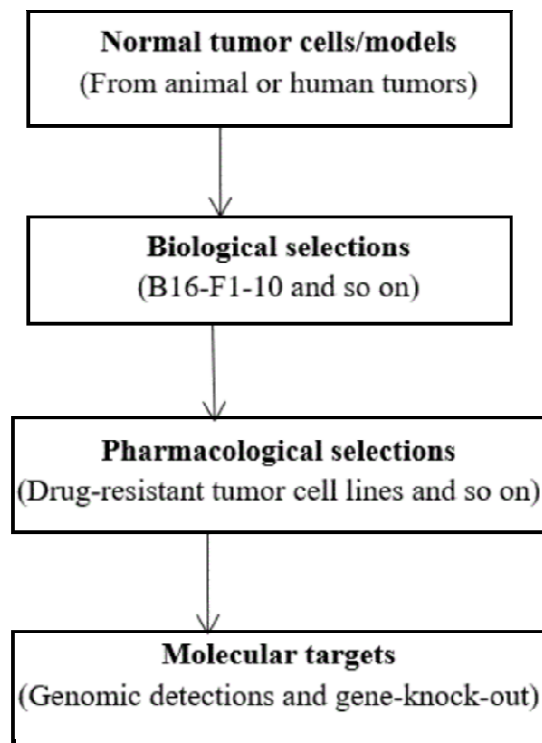 Normal tumor cells/models
(From animal or human tumors)
Biological selections
(B16-F1-10 and so on)
Pharmacological selections
(Drug-resistant tumor cell lines and so on)
Molecular targets
(Genomic detections and gene-knock-out)